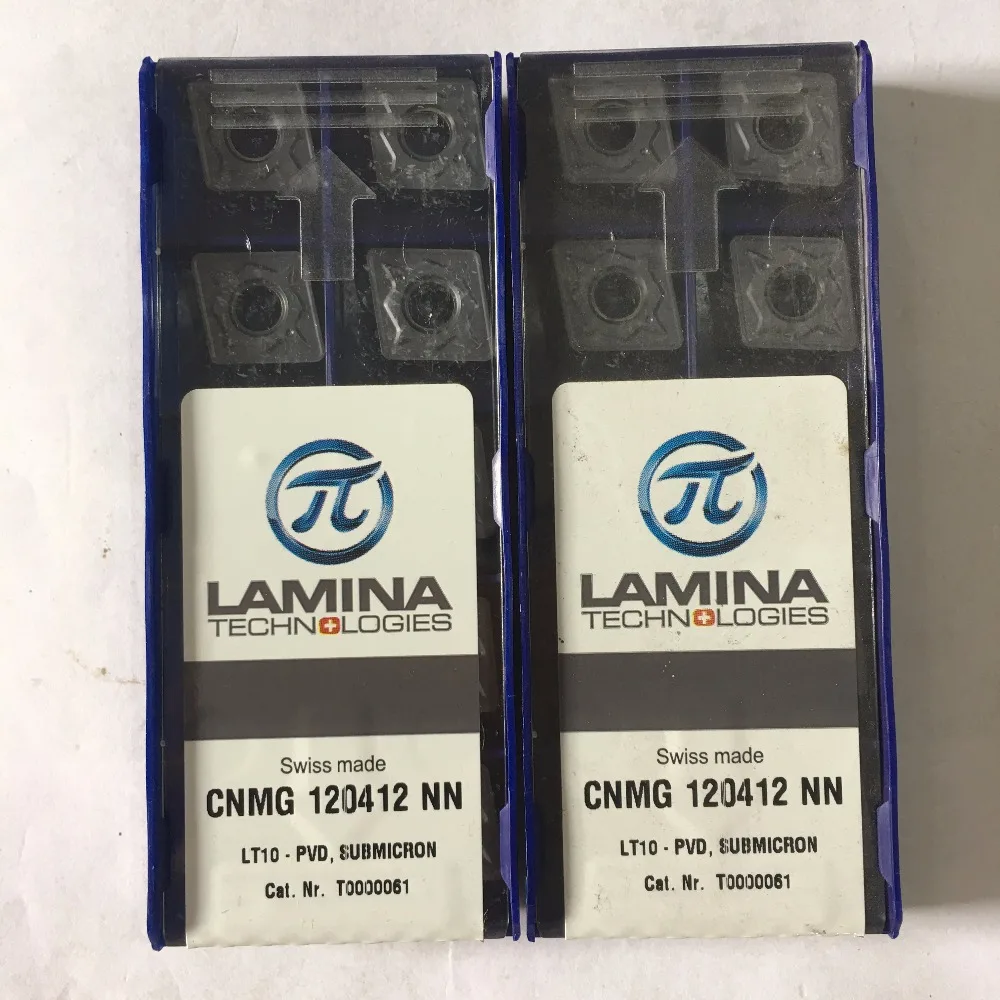 π
LAMINA
TECHNOLOGIES
Swiss made
CNMG 120412 NN
LT10 - PVD, SUBMICRON
Cat. Nr. T0000061
π
LAMINA
TECHNOLOGIES
Swiss made
CNMG 120412 NN
LT10 - PVD, SUBMICRON
Cat. Nr. T0000061